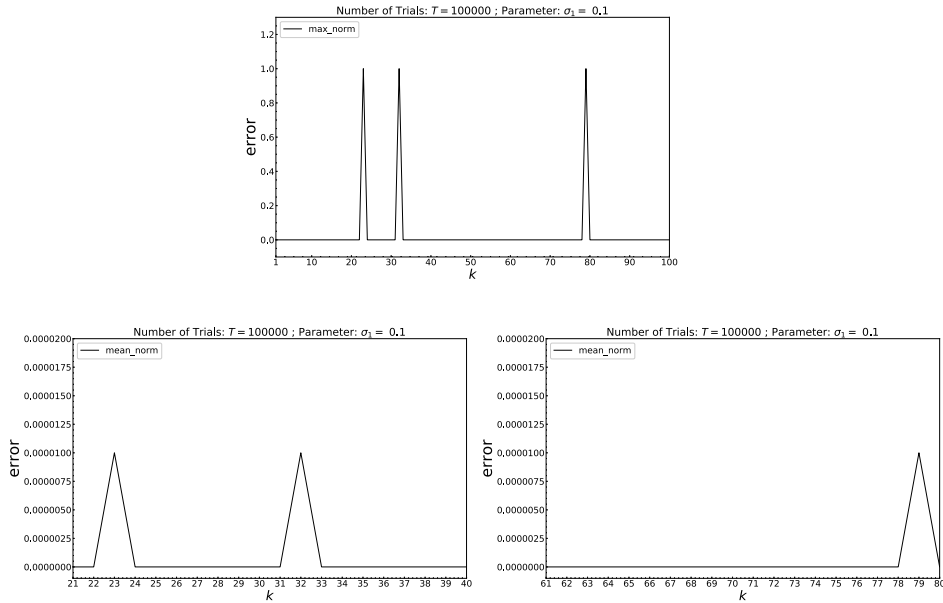 Number of Trials: T = 100000 ; Parameter: σ₁ = 0.1
max_norm
1.2
1.0
0.8
0.6
0.4
0.2
0.0
error
1 10 20 30 40 50 60 70 80 90 100
k
Number of Trials: T = 100000 ; Parameter: σ₁ = 0.1
mean_norm
0.0000200
0.0000175
0.0000150
0.0000125
0.0000100
0.0000075
0.0000050
0.0000025
0.0000000
error
21 22 23 24 25 26 27 28 29 30 31 32 33 34 35 36 37 38 39 40
k
Number of Trials: T = 100000 ; Parameter: σ₁ = 0.1
mean_norm
0.0000200
0.0000175
0.0000150
0.0000125
0.0000100
0.0000075
0.0000050
0.0000025
0.0000000
error
61 62 63 64 65 66 67 68 69 70 71 72 73 74 75 76 77 78 79 80
k